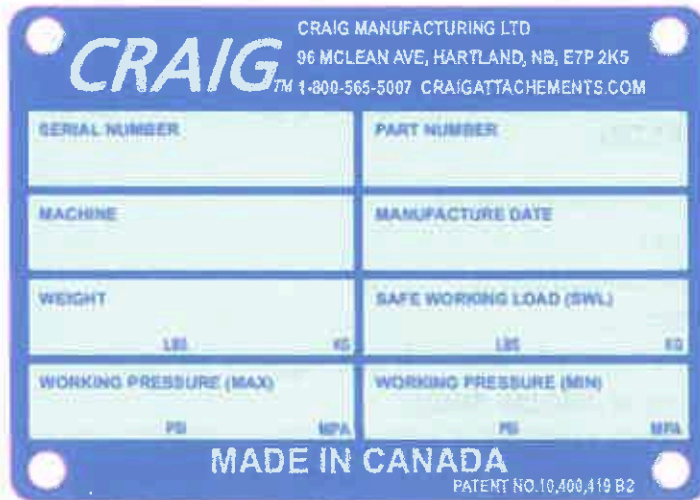 CRAIG MANUFACTURING LTD
96 MCLEAN AVE, HARTLAND, NB, E7P 2K5
CRAIG TM 1-800-565-5007 CRAIGATTACHEMENTS.COM
SERIAL NUMBER PART NUMBER
MACHINE MANUFACTURE DATE
WEIGHT SAFE WORKING LOAD (SWL)
LBS KG LBS KG
WORKING PRESSURE (MAX) WORKING PRESSURE (MIN)
PSI MPA PSI MPA
MADE IN CANADA
PATENT NO.10,400,419 B2